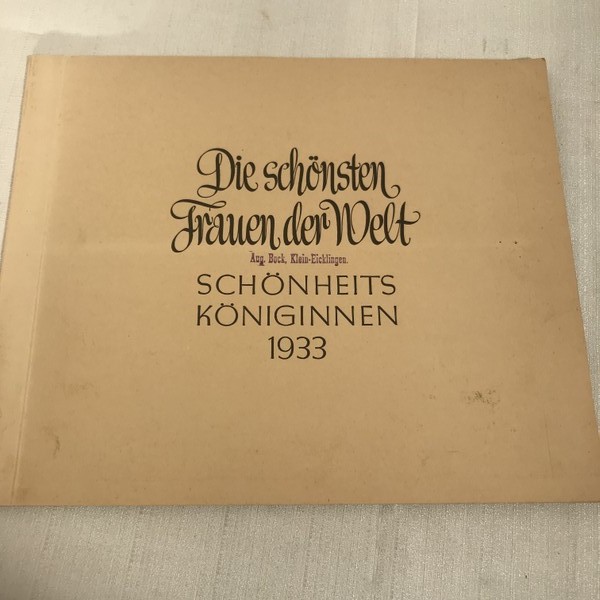 Die schönsten
Frauen der Welt
Aug. Bock, Klein-Eicklingen.
SCHÖNHEITS
KÖNIGINNEN
1933